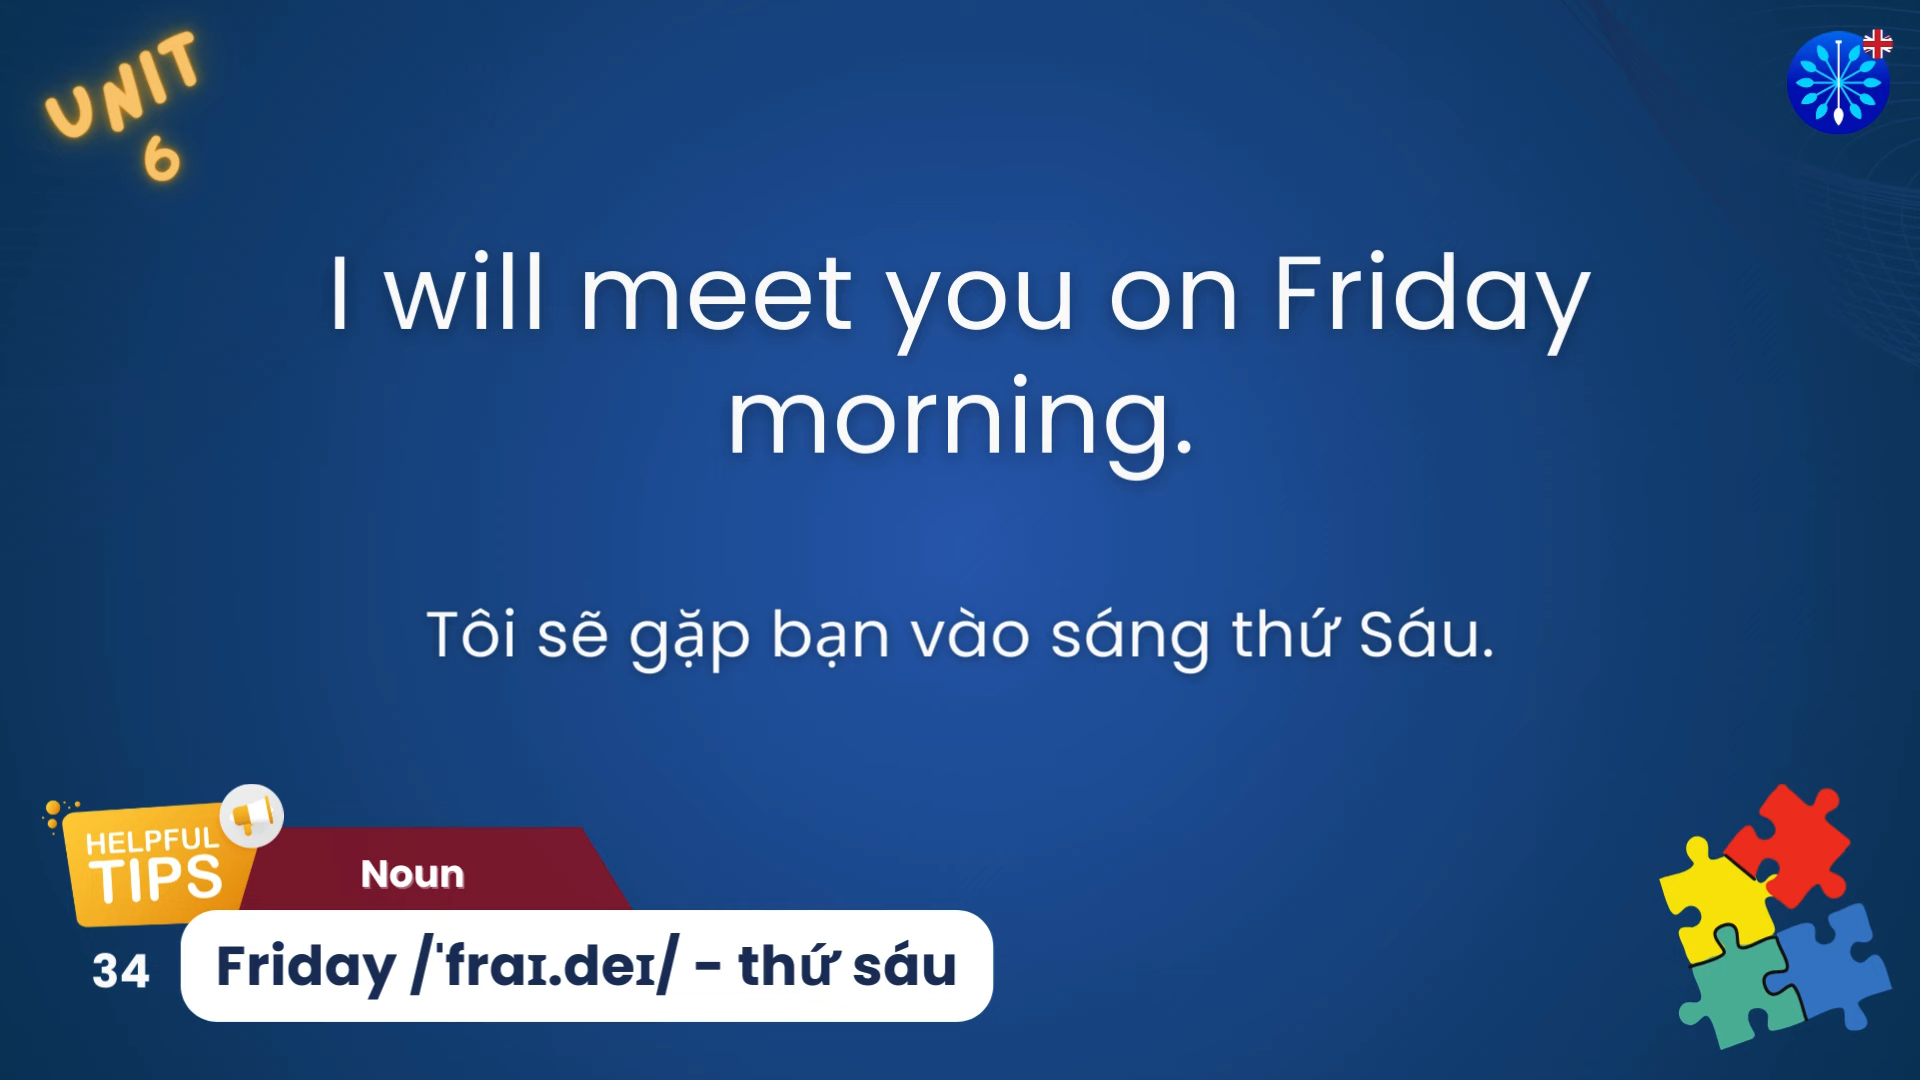 UNIT
6
I will meet you on Friday
morning.
Tôi sẽ gặp bạn vào sáng thứ Sáu.
HELPFUL
TIPS
Noun
34
Friday /ˈfraɪ.deɪ/ - thứ sáu